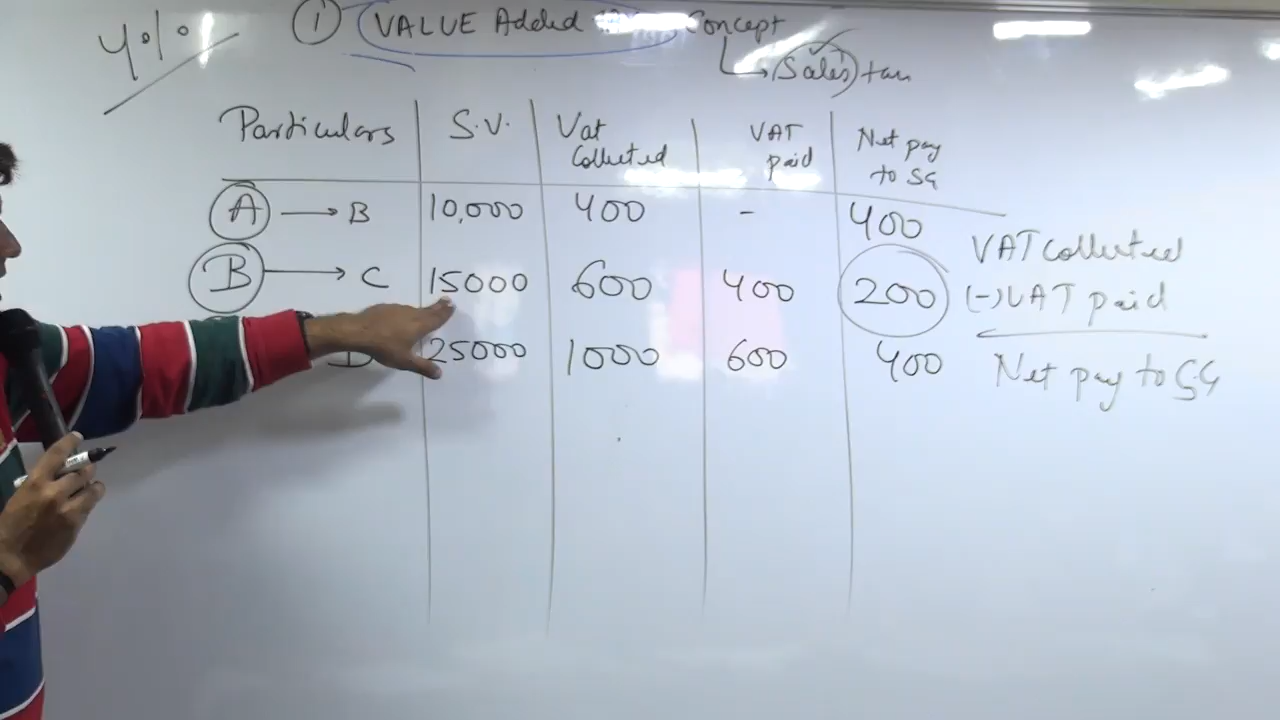 4%
① VALUE Added Concept
(Sales) tax
Particulars S.V. Vat Collected VAT paid Net pay to SG
A → B 10,000 400 - 400
B → C 15000 600 400 200
D 25000 1000 600 400
VAT Collected
(-) VAT paid
Net pay to SG